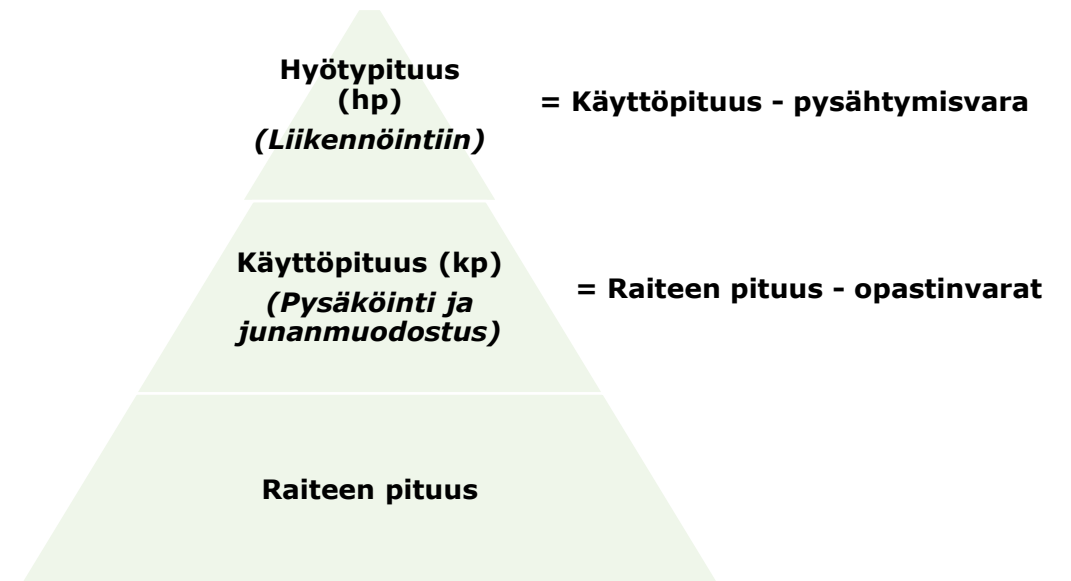 Hyötypituus
(hp)
(Liikennöintiin)
= Käyttöpituus - pysähtymisvara
Käyttöpituus (kp)
(Pysäköinti ja
junanmuodostus)
= Raiteen pituus - opastinvarat
Raiteen pituus